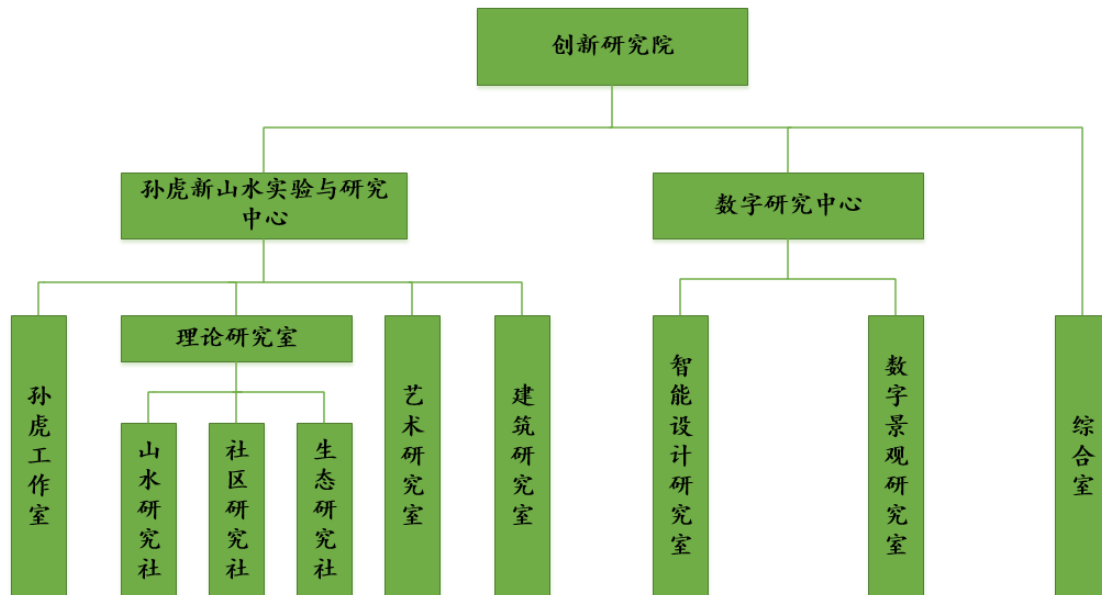 创新研究院
孙虎新山水实验与研究
中心
数字研究中心
孙虎工作室
理论研究室
艺术研究室
建筑研究室
智能设计研究室
数字景观研究室
综合室
山水研究社
社区研究社
生态研究社